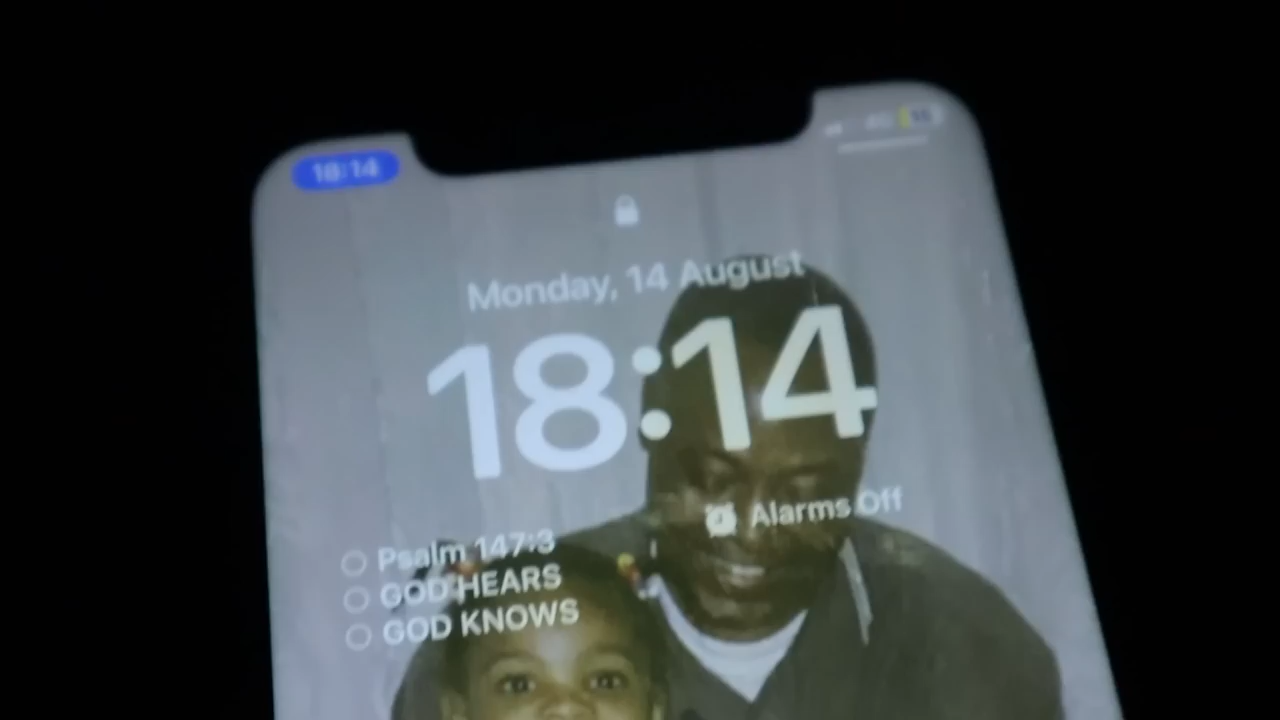 18:14
Monday, 14 August
18:14
Alarms Off
Psalm 147:3
GOD HEARS
GOD KNOWS